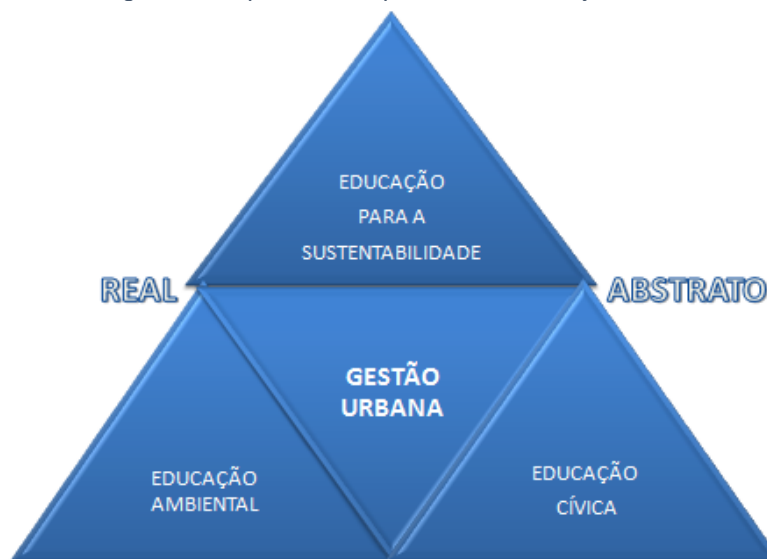 EDUCAÇÃO
PARA A
SUSTENTABILIDADE
REAL
ABSTRATO
GESTÃO
URBANA
EDUCAÇÃO
AMBIENTAL
EDUCAÇÃO
CÍVICA